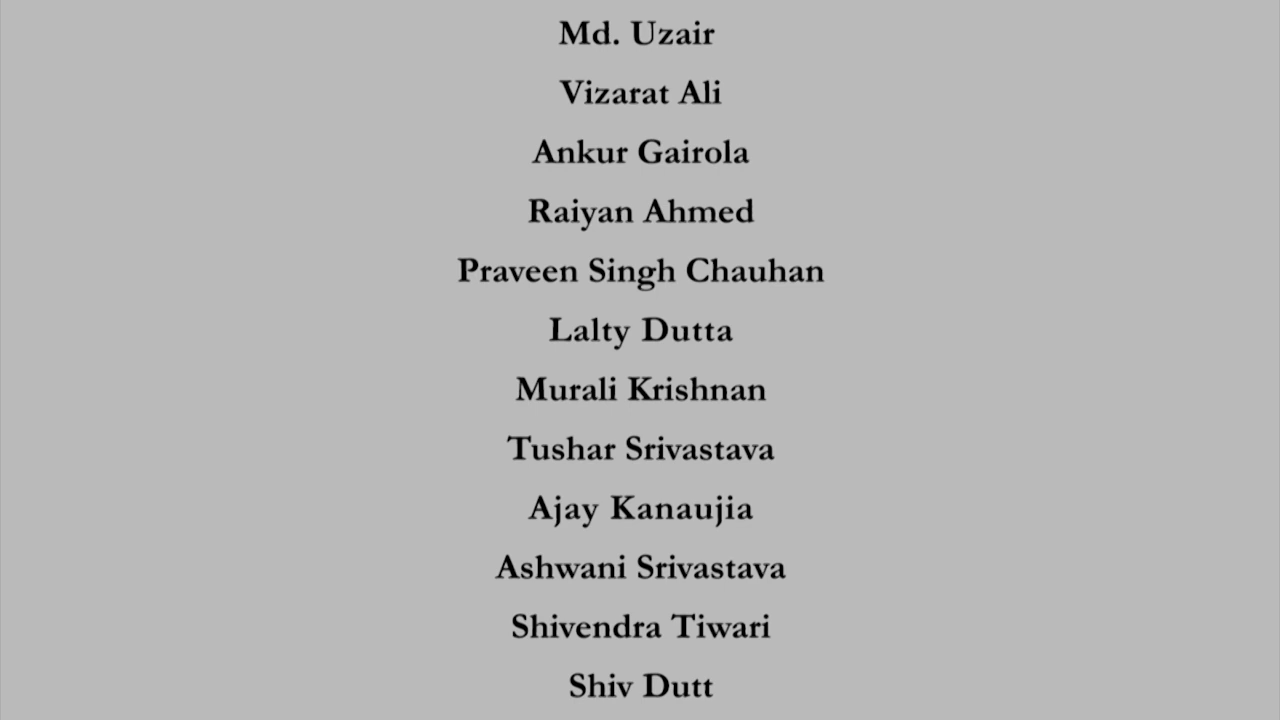 Md. Uzair
Vizarat Ali
Ankur Gairola
Raiyan Ahmed
Praveen Singh Chauhan
Lalty Dutta
Murali Krishnan
Tushar Srivastava
Ajay Kanaujia
Ashwani Srivastava
Shivendra Tiwari
Shiv Dutt